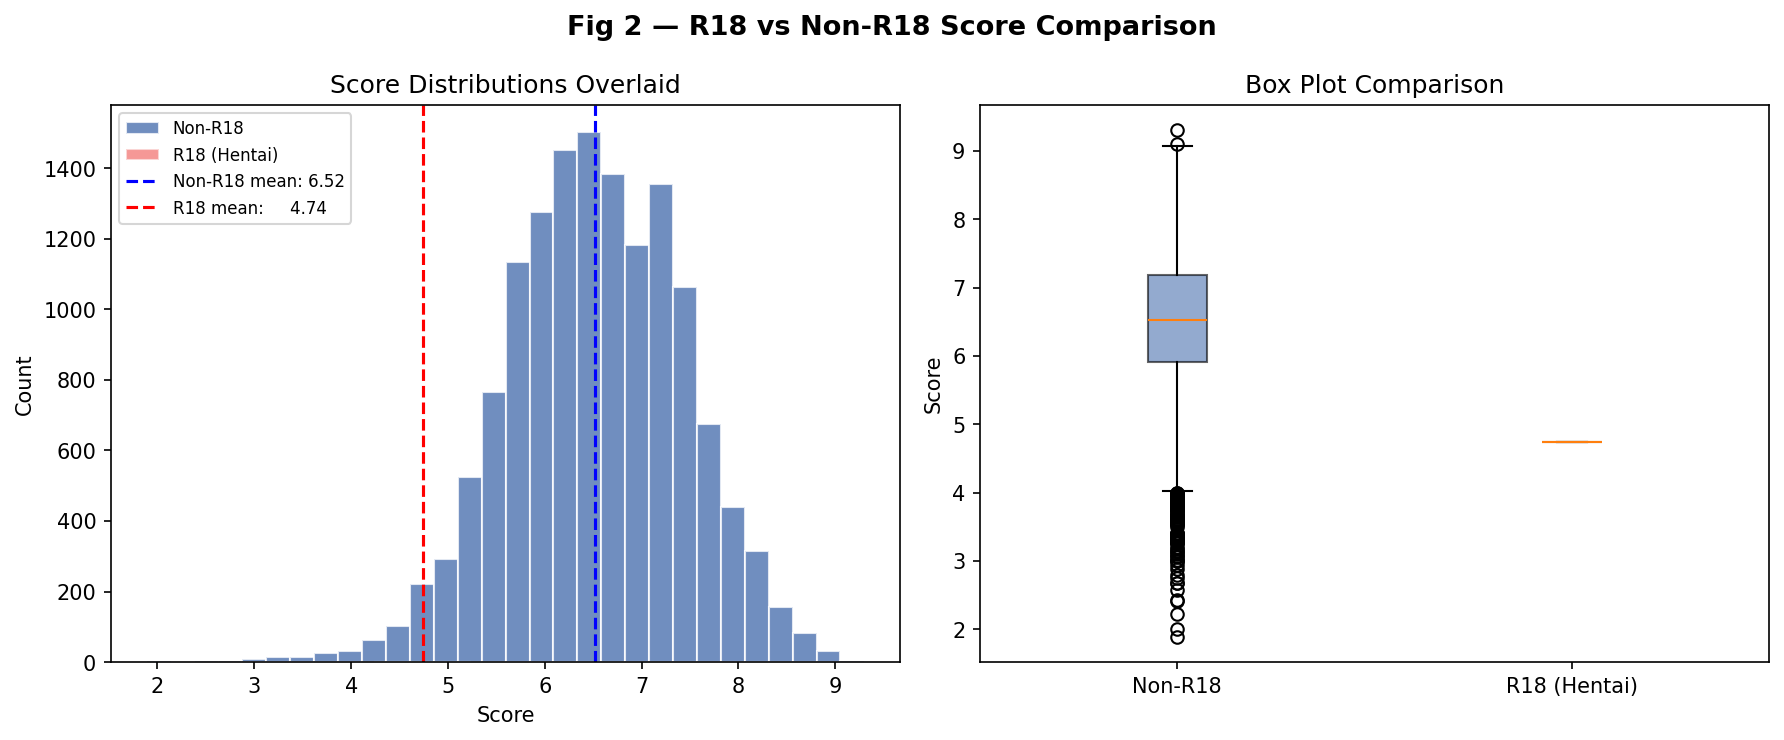 Fig 2 — R18 vs Non-R18 Score Comparison
Score Distributions Overlaid
Non-R18
R18 (Hentai)
Non-R18 mean: 6.52
R18 mean: 4.74
Count
0
200
400
600
800
1000
1200
1400
2 3 4 5 6 7 8 9
Score
Box Plot Comparison
Score
9
8
7
6
5
4
3
2
Non-R18 R18 (Hentai)